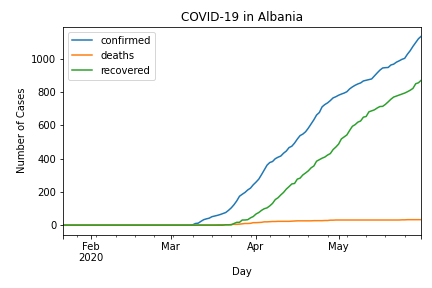 COVID-19 in Albania
confirmed
deaths
recovered
Number of Cases
1000
800
600
400
200
0
Feb
2020
Mar
Apr
May
Day